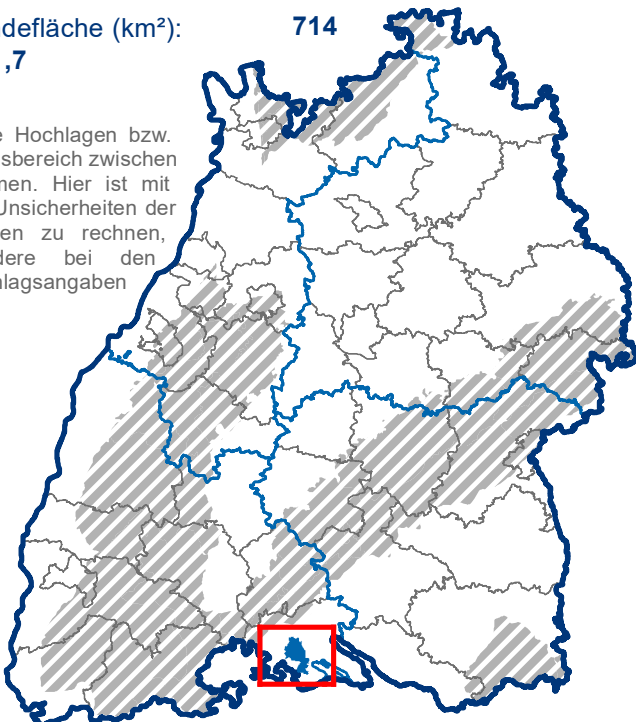 defläche (km²): 714
,7
e Hochlagen bzw.
sbereich zwischen
men. Hier ist mit
Unsicherheiten der
en zu rechnen,
dere bei den
lagsangaben